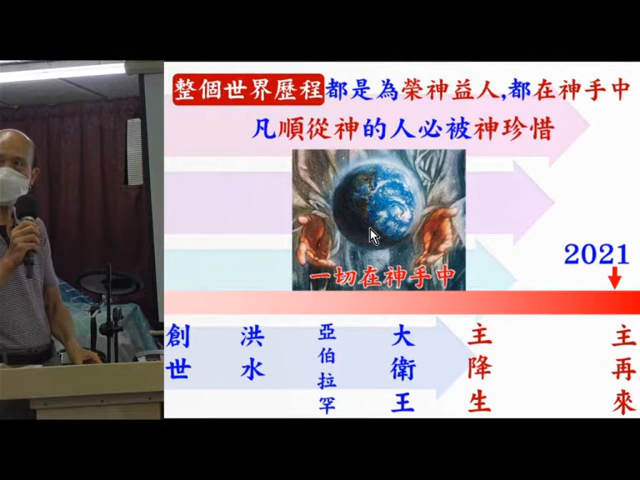 整個世界歷程都是為榮神益人,都在神手中
凡順從神的人必被神珍惜
一切在神手中
2021
創世
洪水
亞伯拉罕
大衛王
主降生
主再來